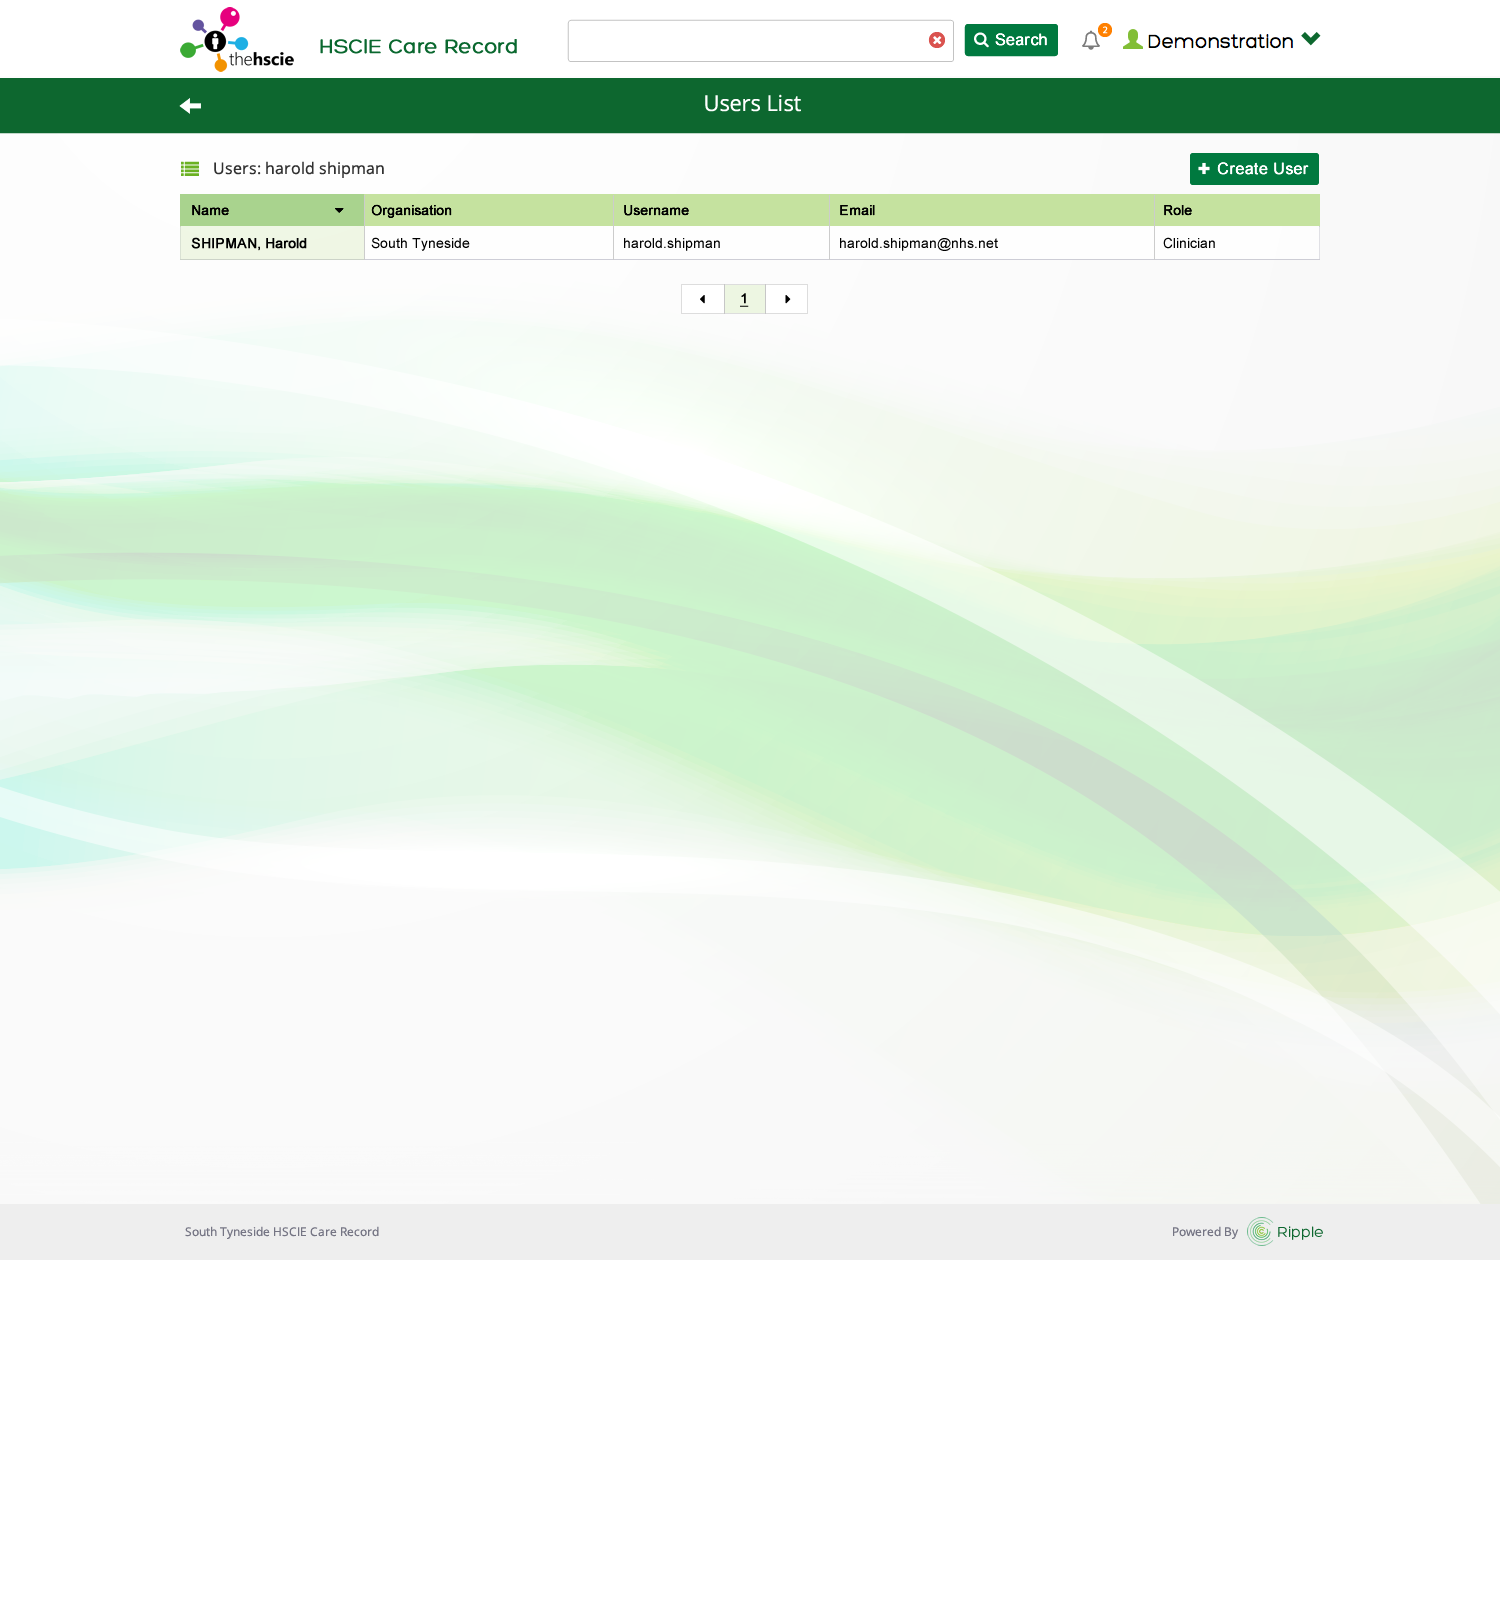 thehscie
HSCIE Care Record
Search
2
Demonstration
Users List
Users: harold shipman
Create User
Name Organisation Username Email Role
SHIPMAN, Harold South Tyneside harold.shipman harold.shipman@nhs.net Clinician
1
South Tyneside HSCIE Care Record
Powered By Ripple